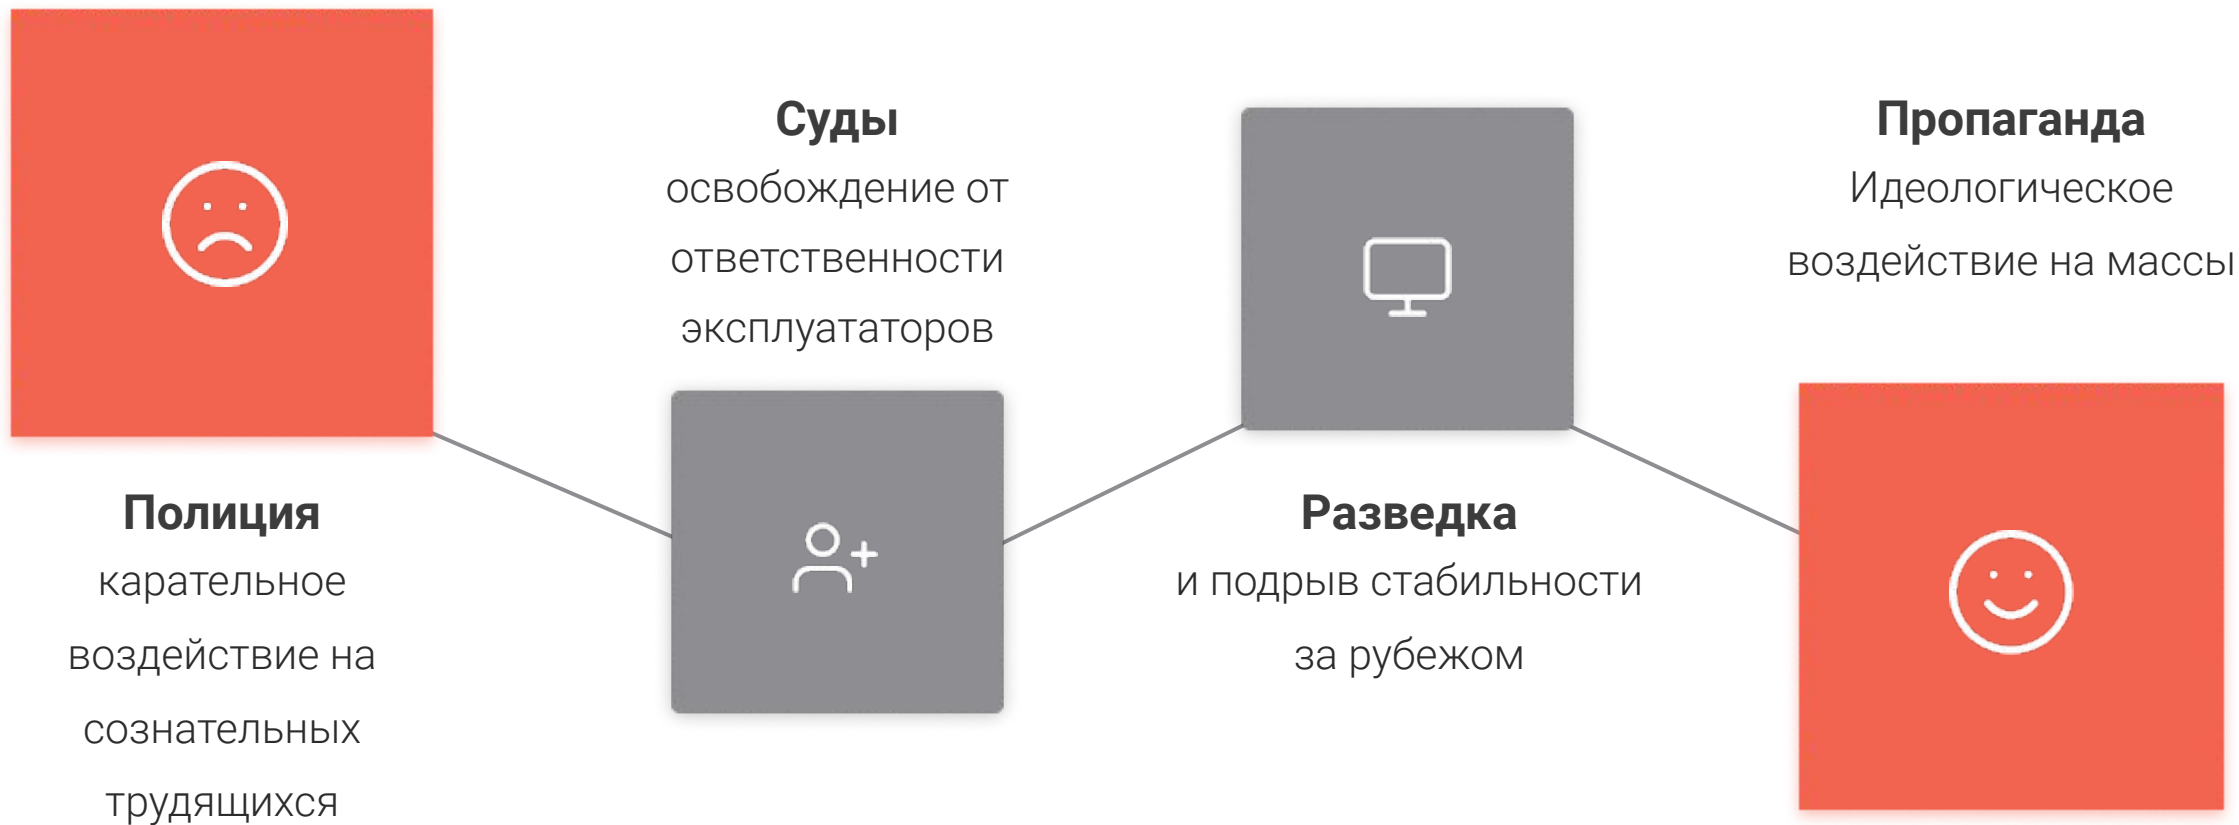 Полиция
карательное
воздействие на
сознательных
трудящихся
Суды
освобождение от
ответственности
эксплуататоров
Разведка
и подрыв стабильности
за рубежом
Пропаганда
Идеологическое
воздействие на массы